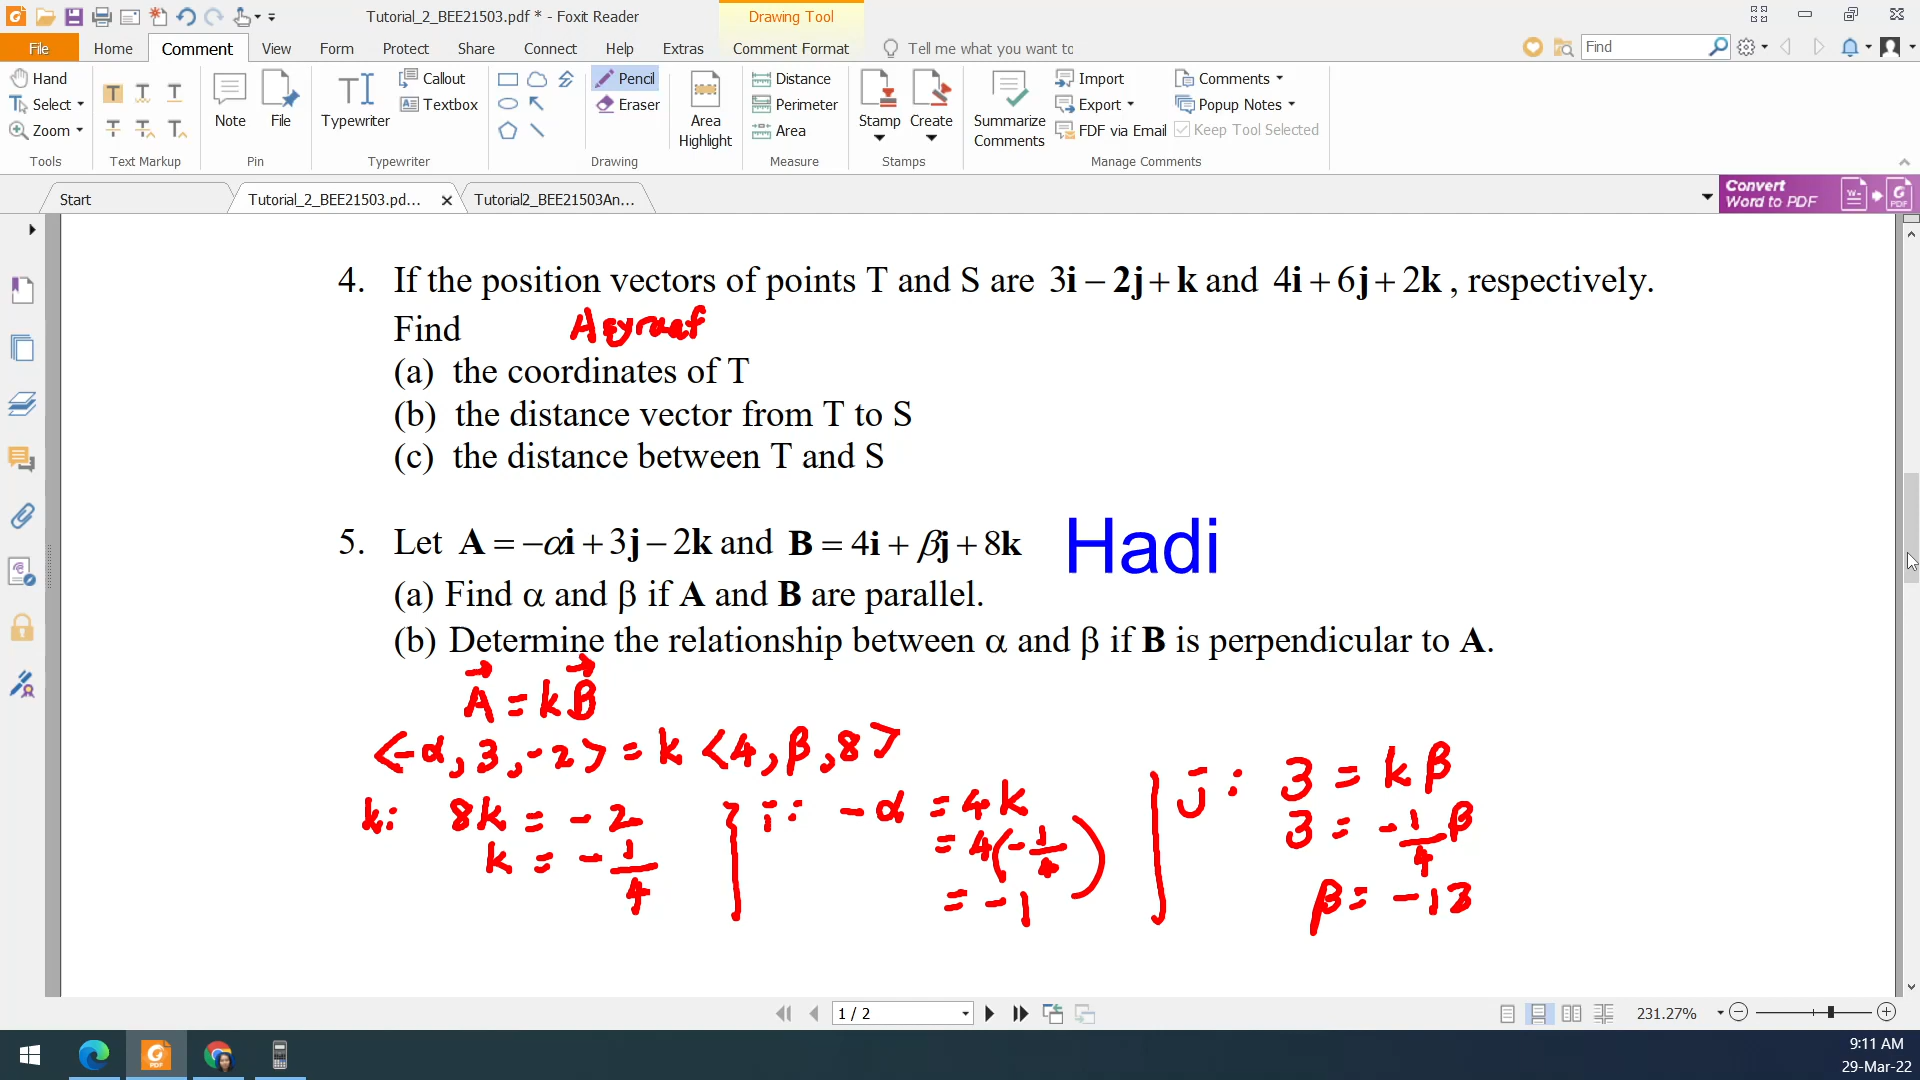 Tutorial_2_BEE21503.pdf * - Foxit Reader
Drawing Tool
File Home Comment View Form Protect Share Connect Help Extras Comment Format Tell me what you want to Find
Hand
Select
Zoom
Tools
Text Markup
Note
File
Pin
Typewriter
Callout
Textbox
Typewriter
Pencil
Eraser
Drawing
Area Highlight
Distance
Perimeter
Area
Measure
Stamp
Create
Stamps
Summarize Comments
Import
Export
FDF via Email
Comments
Popup Notes
Keep Tool Selected
Manage Comments
Start
Tutorial_2_BEE21503.pd...
Tutorial2_BEE21503An...
Convert
Word to PDF
4. If the position vectors of points T and S are 3i − 2j + k and 4i + 6j + 2k , respectively.
Find
(a) the coordinates of T
(b) the distance vector from T to S
(c) the distance between T and S
5. Let A = −αi + 3j − 2k and B = 4i + βj + 8k Hadi
(a) Find α and β if A and B are parallel.
(b) Determine the relationship between α and β if B is perpendicular to A.
A⃗ = k B⃗
<-α, 3, -2> = k <4, β, 8>
k: 8k = -2
k = -1/4
i: -α = 4k
= 4(-1/4)
= -1
j: 3 = kβ
3 = -1/4 β
1 / 2
231.27%
9:11 AM
29-Mar-22